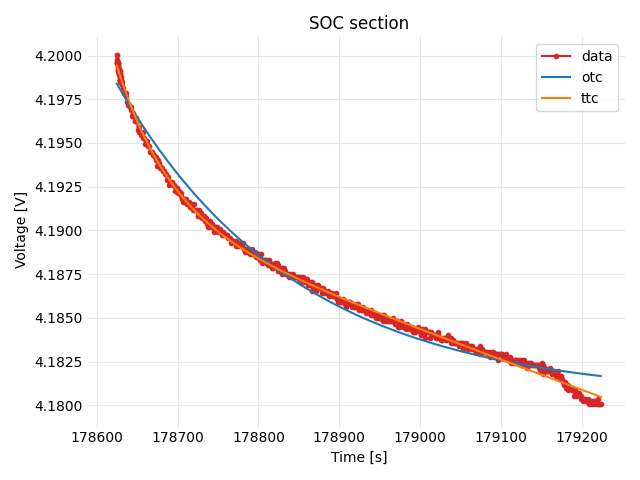 SOC section
4.2000
4.1975
4.1950
4.1925
4.1900
4.1875
4.1850
4.1825
4.1800
Voltage [V]
data
otc
ttc
178600 178700 178800 178900 179000 179100 179200
Time [s]